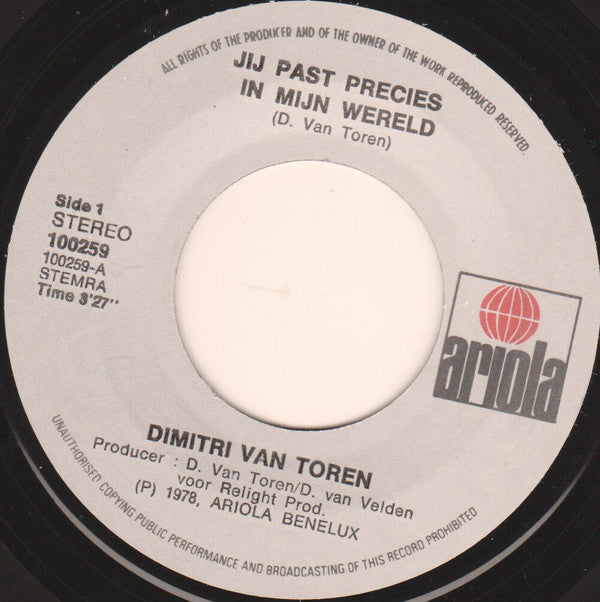 ALL RIGHTS OF THE PRODUCER AND OF THE OWNER OF THE WORK REPRODUCED RESERVED.
JIJ PAST PRECIES
IN MIJN WERELD
(D. Van Toren)
Side 1
STEREO
100259
100259-A
STEMRA
Time 3'27"
ariola
DIMITRI VAN TOREN
Producer : D. Van Toren/D. van Velden
voor Relight Prod.
(P) 1978, ARIOLA BENELUX
UNAUTHORISED COPYING PUBLIC PERFORMANCE AND BROADCASTING OF THIS RECORD PROHIBITED